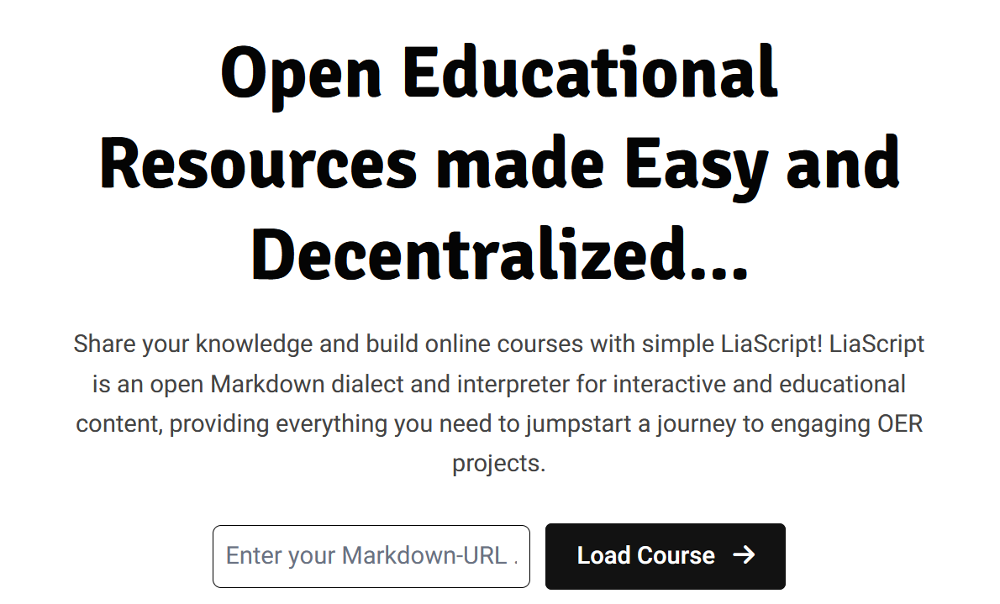 Open Educational
Resources made Easy and
Decentralized...
Share your knowledge and build online courses with simple LiaScript! LiaScript
is an open Markdown dialect and interpreter for interactive and educational
content, providing everything you need to jumpstart a journey to engaging OER
projects.
Enter your Markdown-URL .
Load Course →